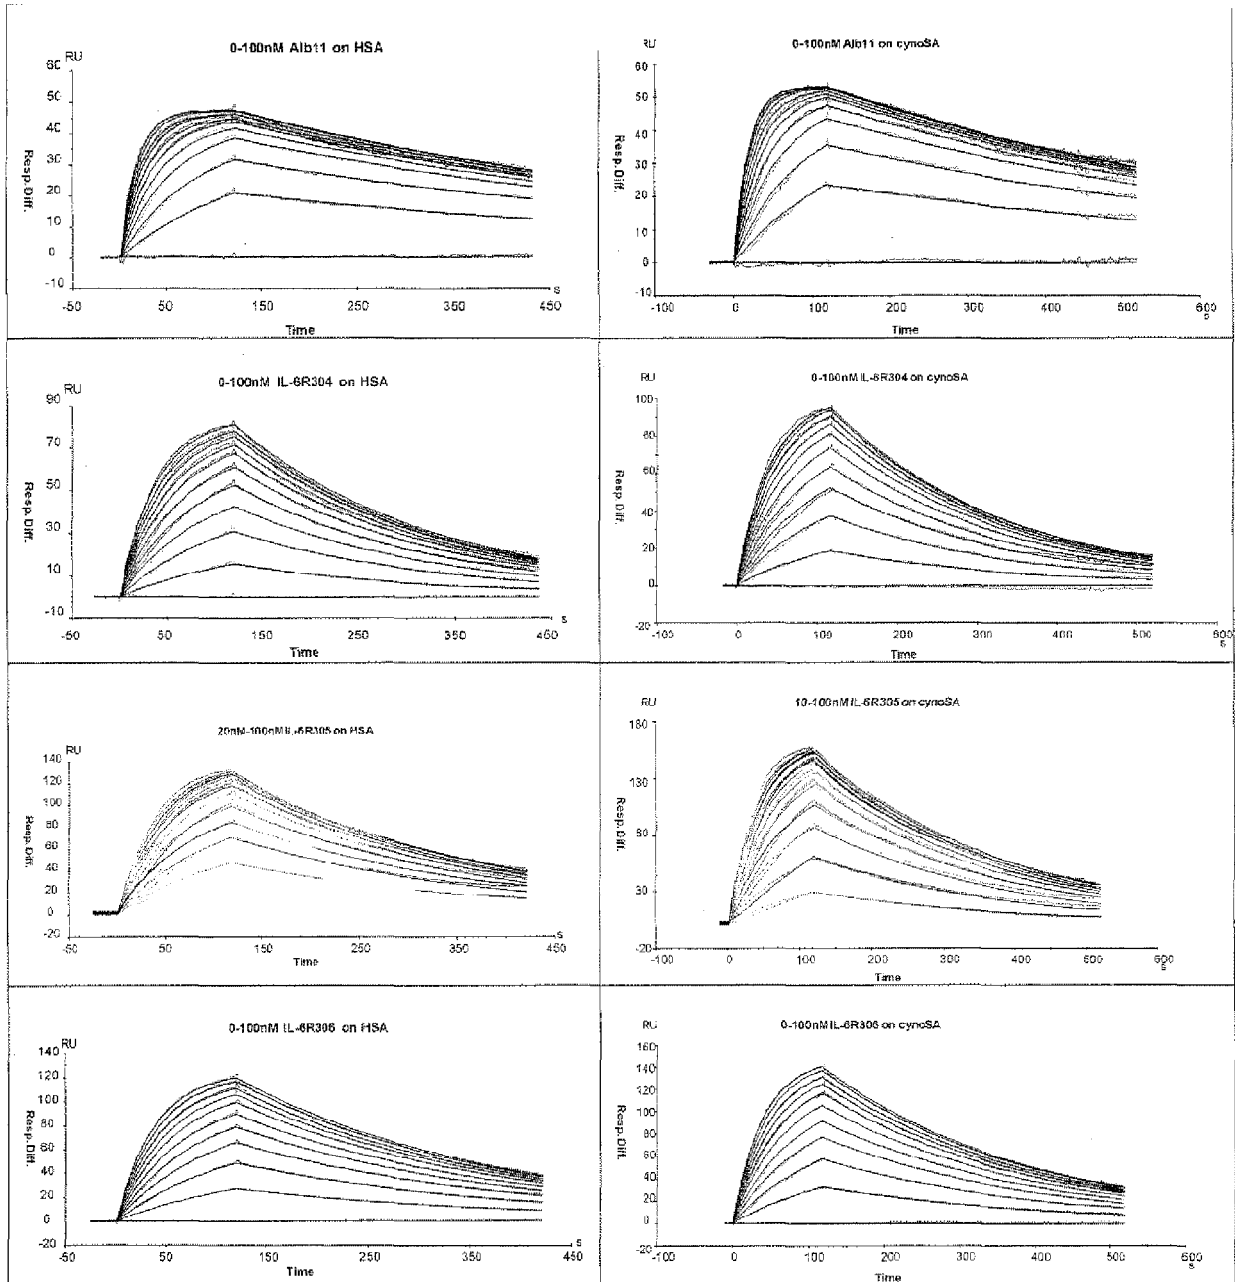 0-100nM Alb11 on HSA
RU
60
50
40
30
20
10
0
-10
Resp.Diff.
-50
50
150
250
350
450
s
Time
0-100nM Alb11 on cynoSA
RU
60
50
40
30
20
10
0
-10
Resp.Diff.
-100
0
100
200
300
400
500
600
s
Time
0-100nM IL-6R304 on HSA
RU
90
70
50
30
10
-10
Resp.Diff.
-50
50
150
250
350
450
s
Time
0-100nM IL-6R304 on cynoSA
RU
100
80
60
40
20
0
-20
Resp.Diff.
-100
0
100
200
300
400
500
600
s
Time
20nM-100nM IL-6R305 on HSA
RU
140
120
100
80
60
40
20
0
-20
Resp.Diff.
-50
50
150
250
350
450
s
Time
10-100nM IL-6R305 on cynoSA
RU
180
130
80
30
-20
Resp.Diff.
-100
0
100
200
300
400
500
600
s
Time
0-100nM IL-6R306 on HSA
RU
140
120
100
80
60
40
20
0
-20
Resp.Diff.
-50
50
150
250
350
450
s
Time
0-100nM IL-6R306 on cynoSA
RU
160
140
120
100
80
60
40
20
0
-20
Resp.Diff.
-100
0
100
200
300
400
500
600
s
Time